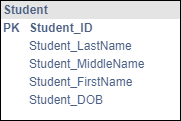 Student
PK Student_ID
Student_LastName
Student_MiddleName
Student_FirstName
Student_DOB